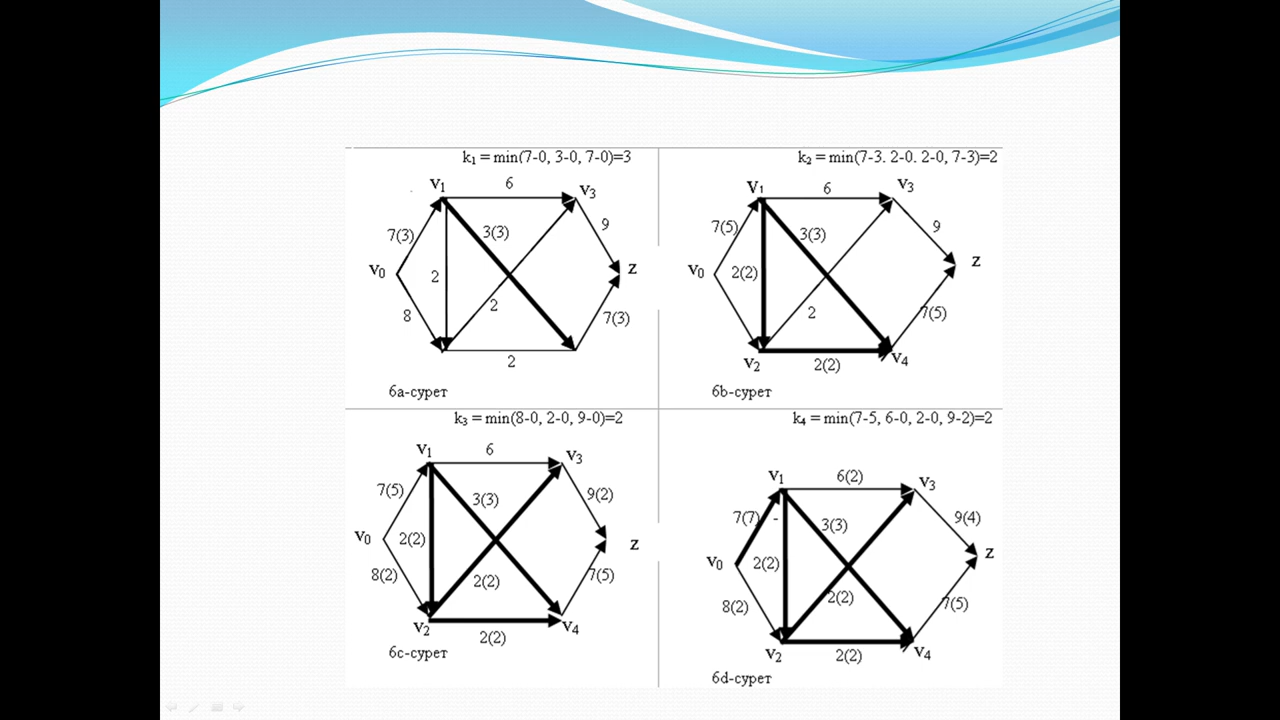 k₁ = min(7-0, 3-0, 7-0)=3
v₁
6
v₃
7(3)
3(3)
9
v₀
2
z
8
2
7(3)
2
6a-сурет
k₂ = min(7-3. 2-0. 2-0, 7-3)=2
v₁
6
v₃
7(5)
3(3)
9
v₀
2(2)
z
2
7(5)
v₂
2(2)
v₄
6b-сурет
k₃ = min(8-0, 2-0, 9-0)=2
v₁
6
v₃
7(5)
3(3)
9(2)
v₀
2(2)
z
8(2)
2(2)
7(5)
v₂
2(2)
v₄
6c-сурет
k₄ = min(7-5, 6-0, 2-0, 9-2)=2
v₁
6(2)
v₃
7(7) -
3(3)
9(4)
v₀
2(2)
z
8(2)
2(2)
7(5)
v₂
2(2)
v₄
6d-сурет